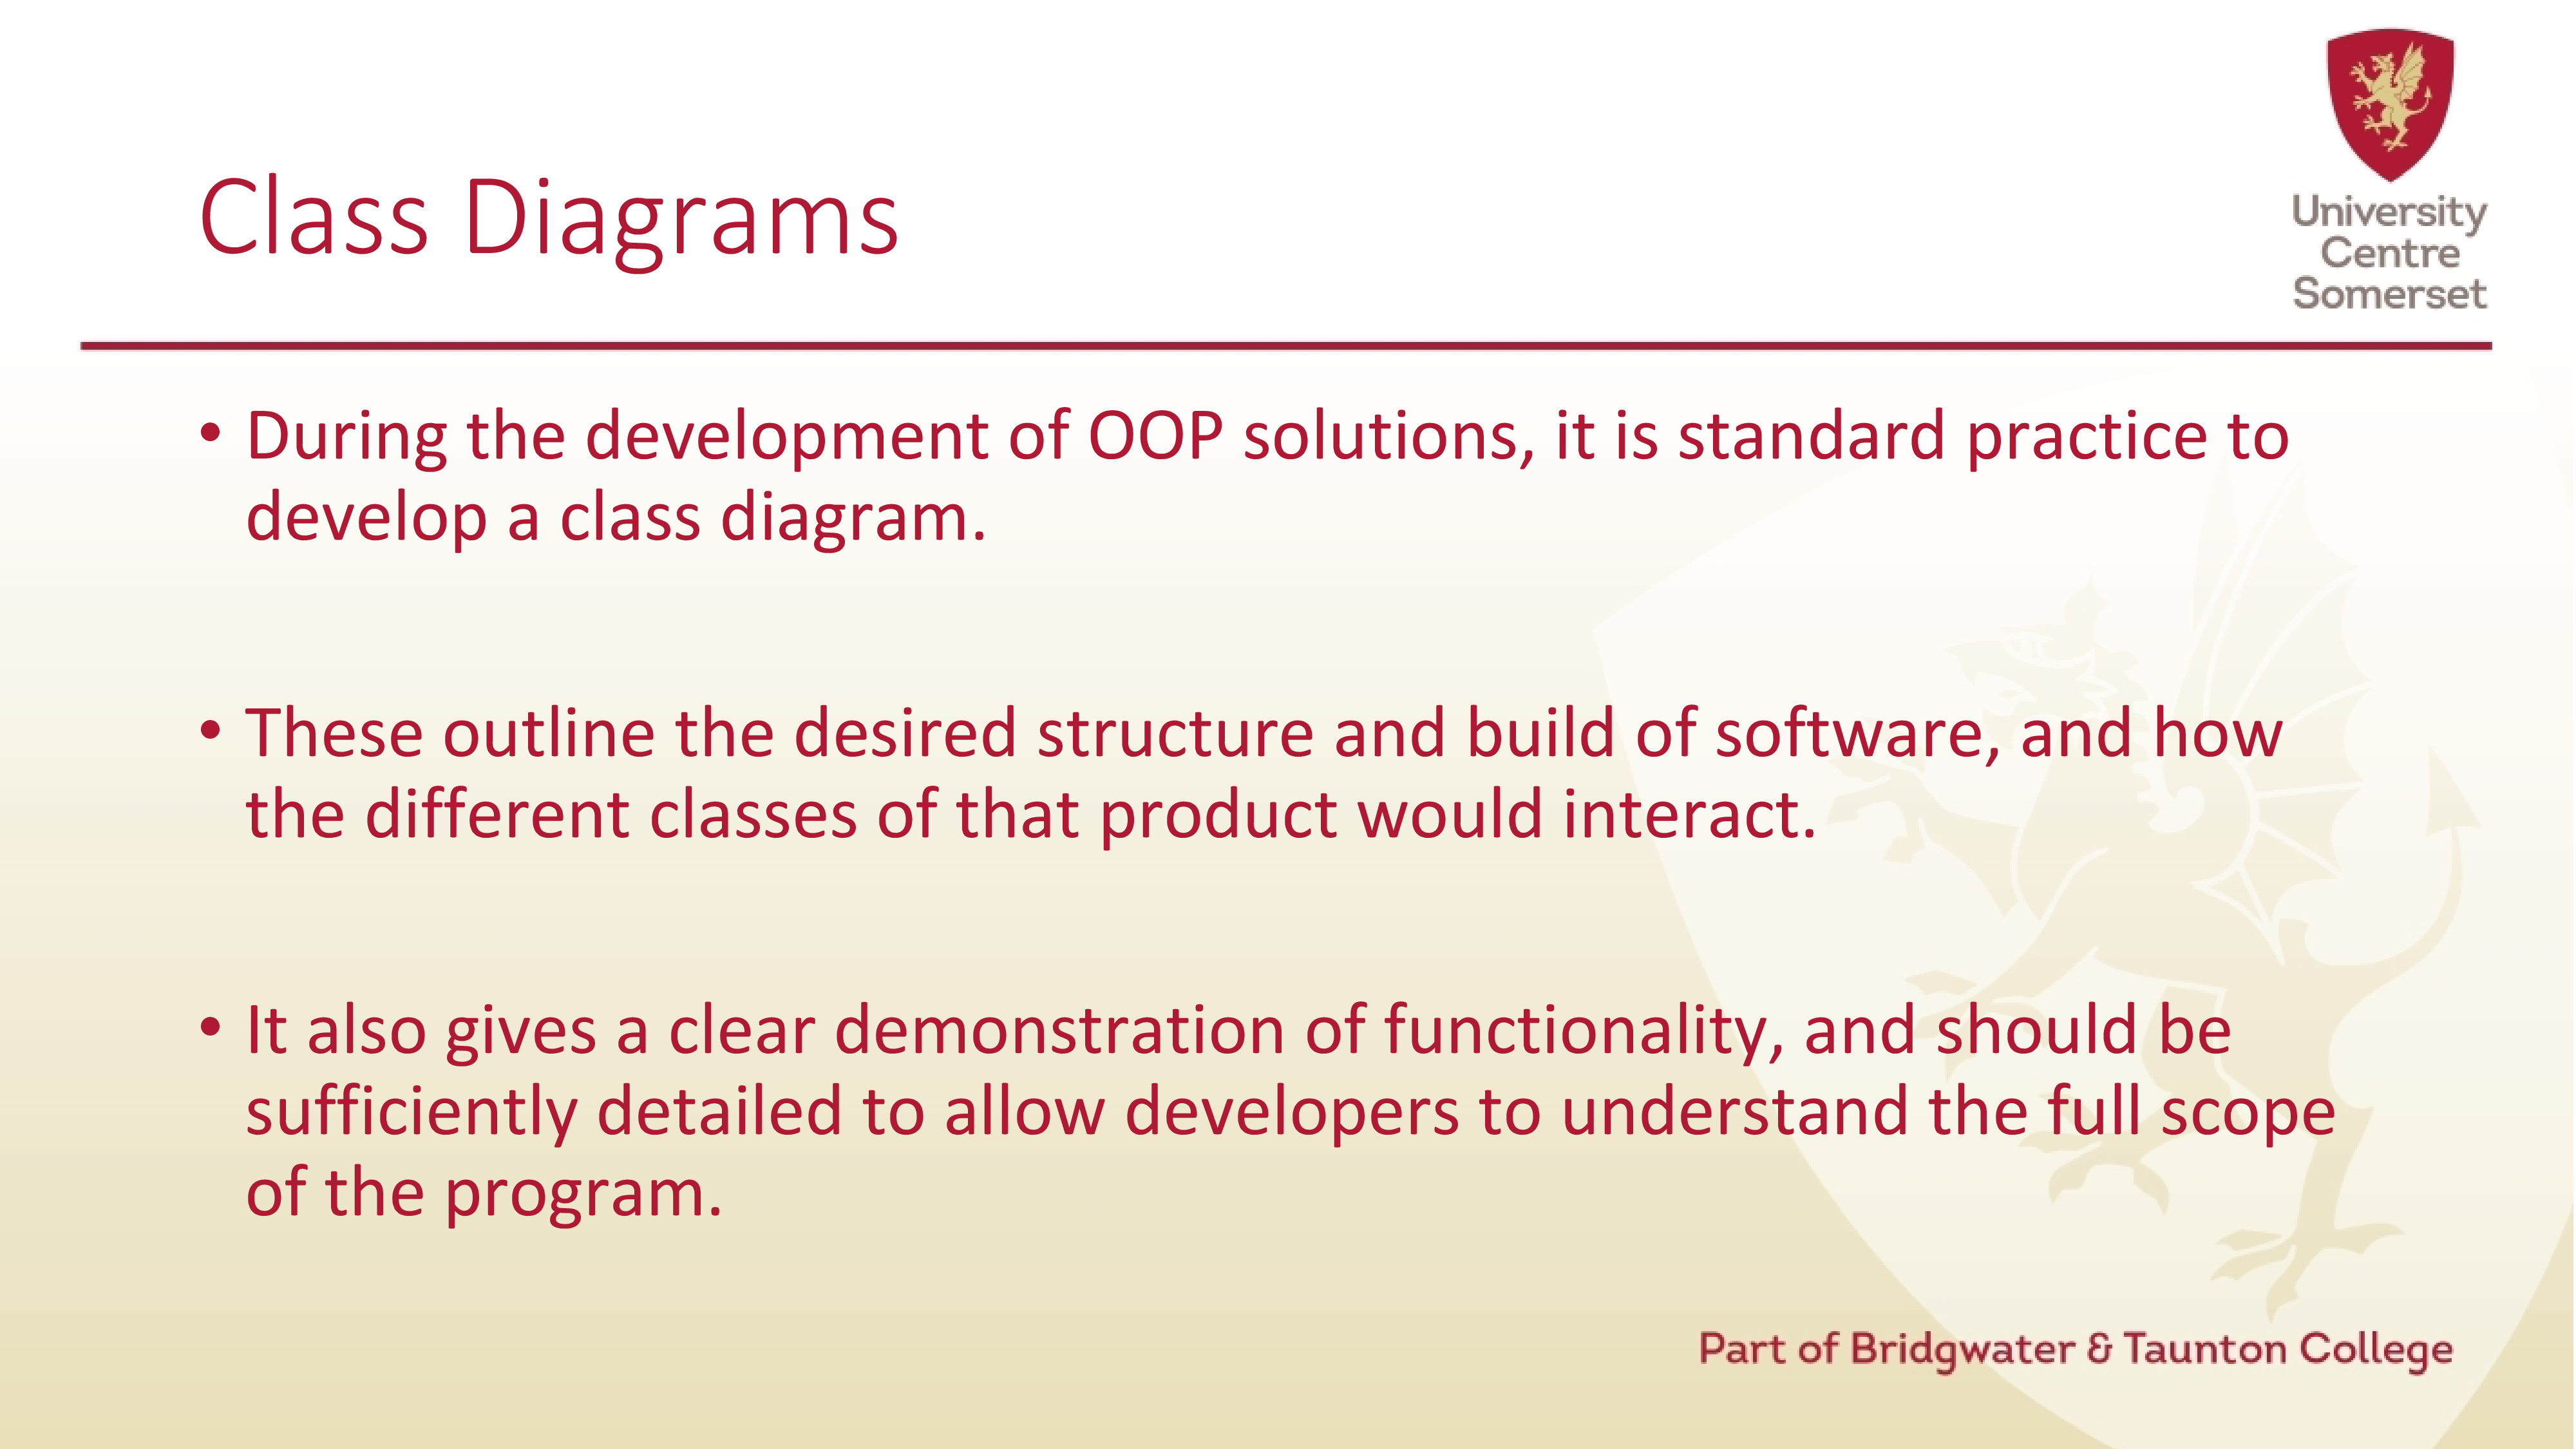 University
Centre
Somerset
Class Diagrams
• During the development of OOP solutions, it is standard practice to
develop a class diagram.
• These outline the desired structure and build of software, and how
the different classes of that product would interact.
• It also gives a clear demonstration of functionality, and should be
sufficiently detailed to allow developers to understand the full scope
of the program.
Part of Bridgwater & Taunton College